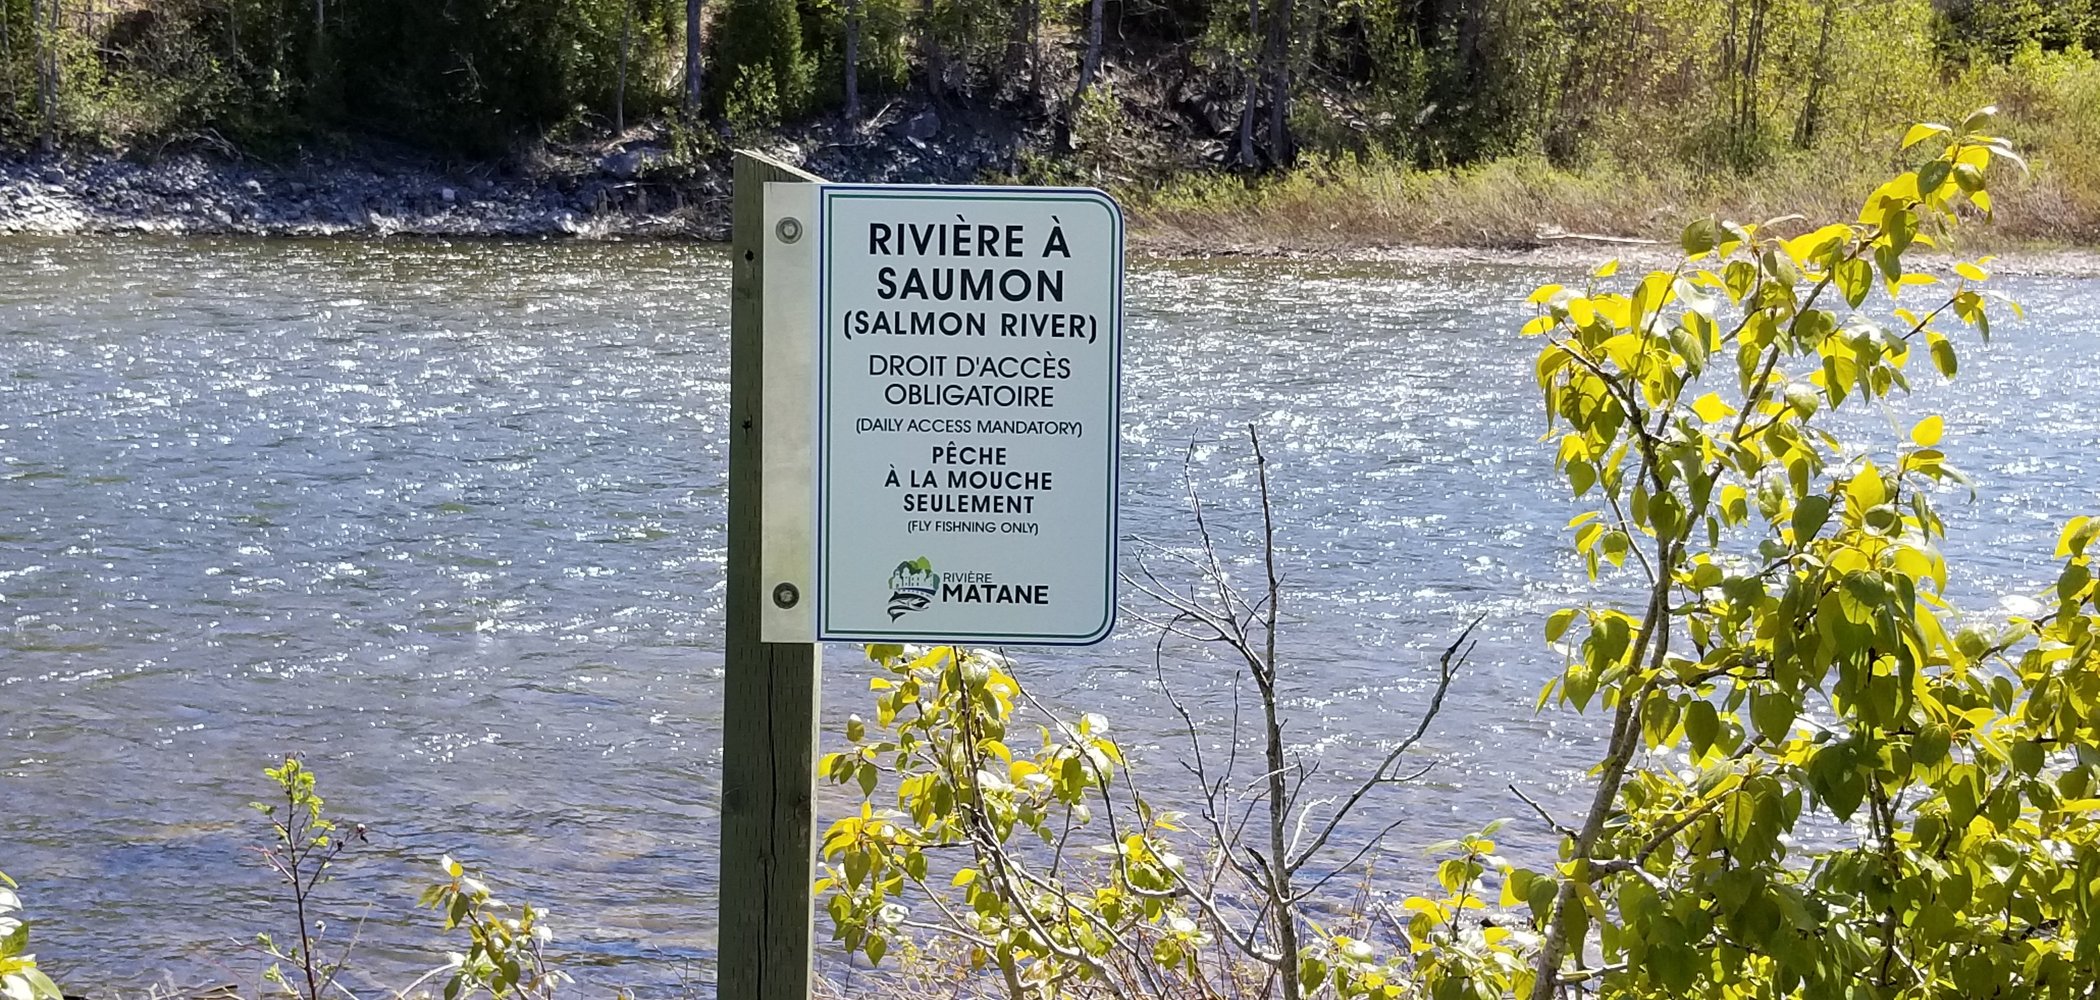 RIVIÈRE À
SAUMON
(SALMON RIVER)
DROIT D'ACCÈS
OBLIGATOIRE
(DAILY ACCESS MANDATORY)
PÊCHE
À LA MOUCHE
SEULEMENT
(FLY FISHNING ONLY)
RIVIÈRE
MATANE